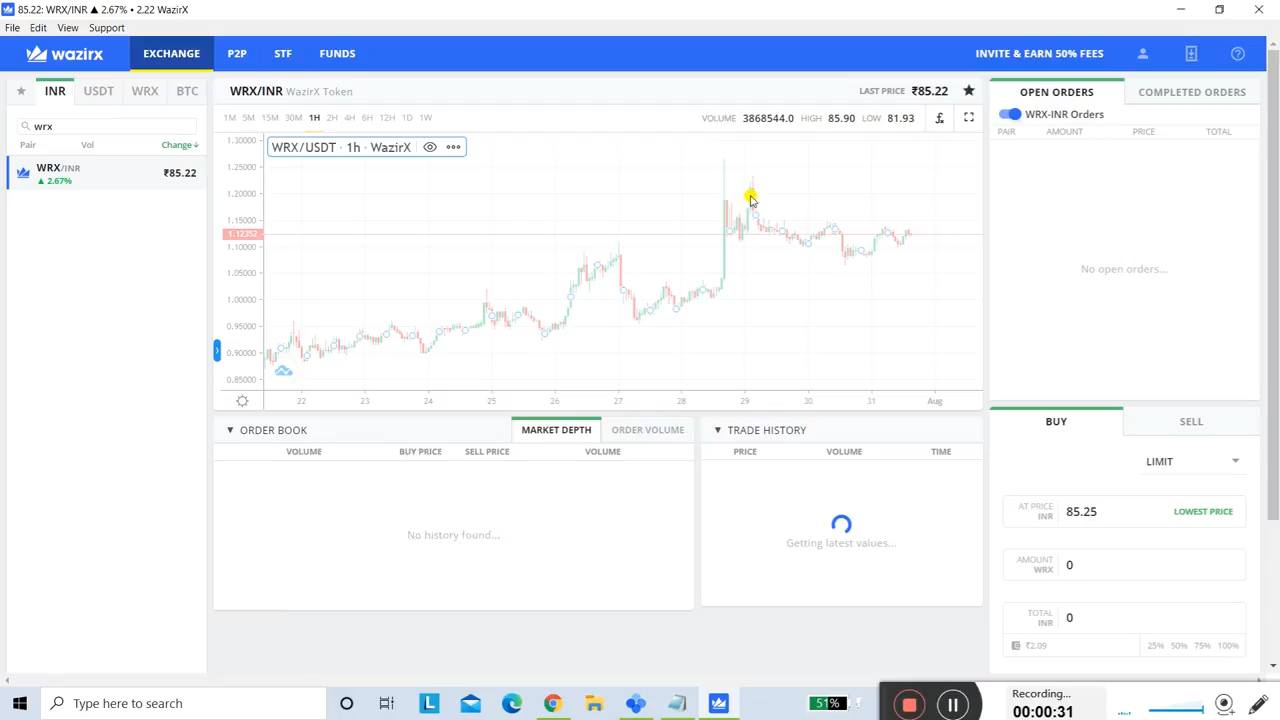 85.22: WRX/INR ▲ 2.67% • 2.22 WazirX
File Edit View Support
wazirx EXCHANGE P2P STF FUNDS INVITE & EARN 50% FEES
INR USDT WRX BTC
wrx
Pair Vol Change↓
WRX/INR ₹85.22
▲ 2.67%
WRX/INR WazirX Token LAST PRICE ₹85.22
1M 5M 15M 30M 1H 2H 4H 6H 12H 1D 1W VOLUME 3868544.0 HIGH 85.90 LOW 81.93
WRX/USDT · 1h · WazirX
1.30000
1.25000
1.20000
1.15000
1.12352
1.10000
1.05000
1.00000
0.95000
0.90000
0.85000
22 23 24 25 26 27 28 29 30 31 Aug
OPEN ORDERS COMPLETED ORDERS
WRX-INR Orders
PAIR AMOUNT PRICE TOTAL
No open orders...
▼ ORDER BOOK MARKET DEPTH ORDER VOLUME
VOLUME BUY PRICE SELL PRICE VOLUME
No history found...
▼ TRADE HISTORY
PRICE VOLUME TIME
Getting latest values...
BUY SELL
LIMIT
AT PRICE INR 85.25 LOWEST PRICE
AMOUNT WRX 0
TOTAL INR 0
₹2.09 25% 50% 75% 100%
Type here to search
51%
Recording...
00:00:31